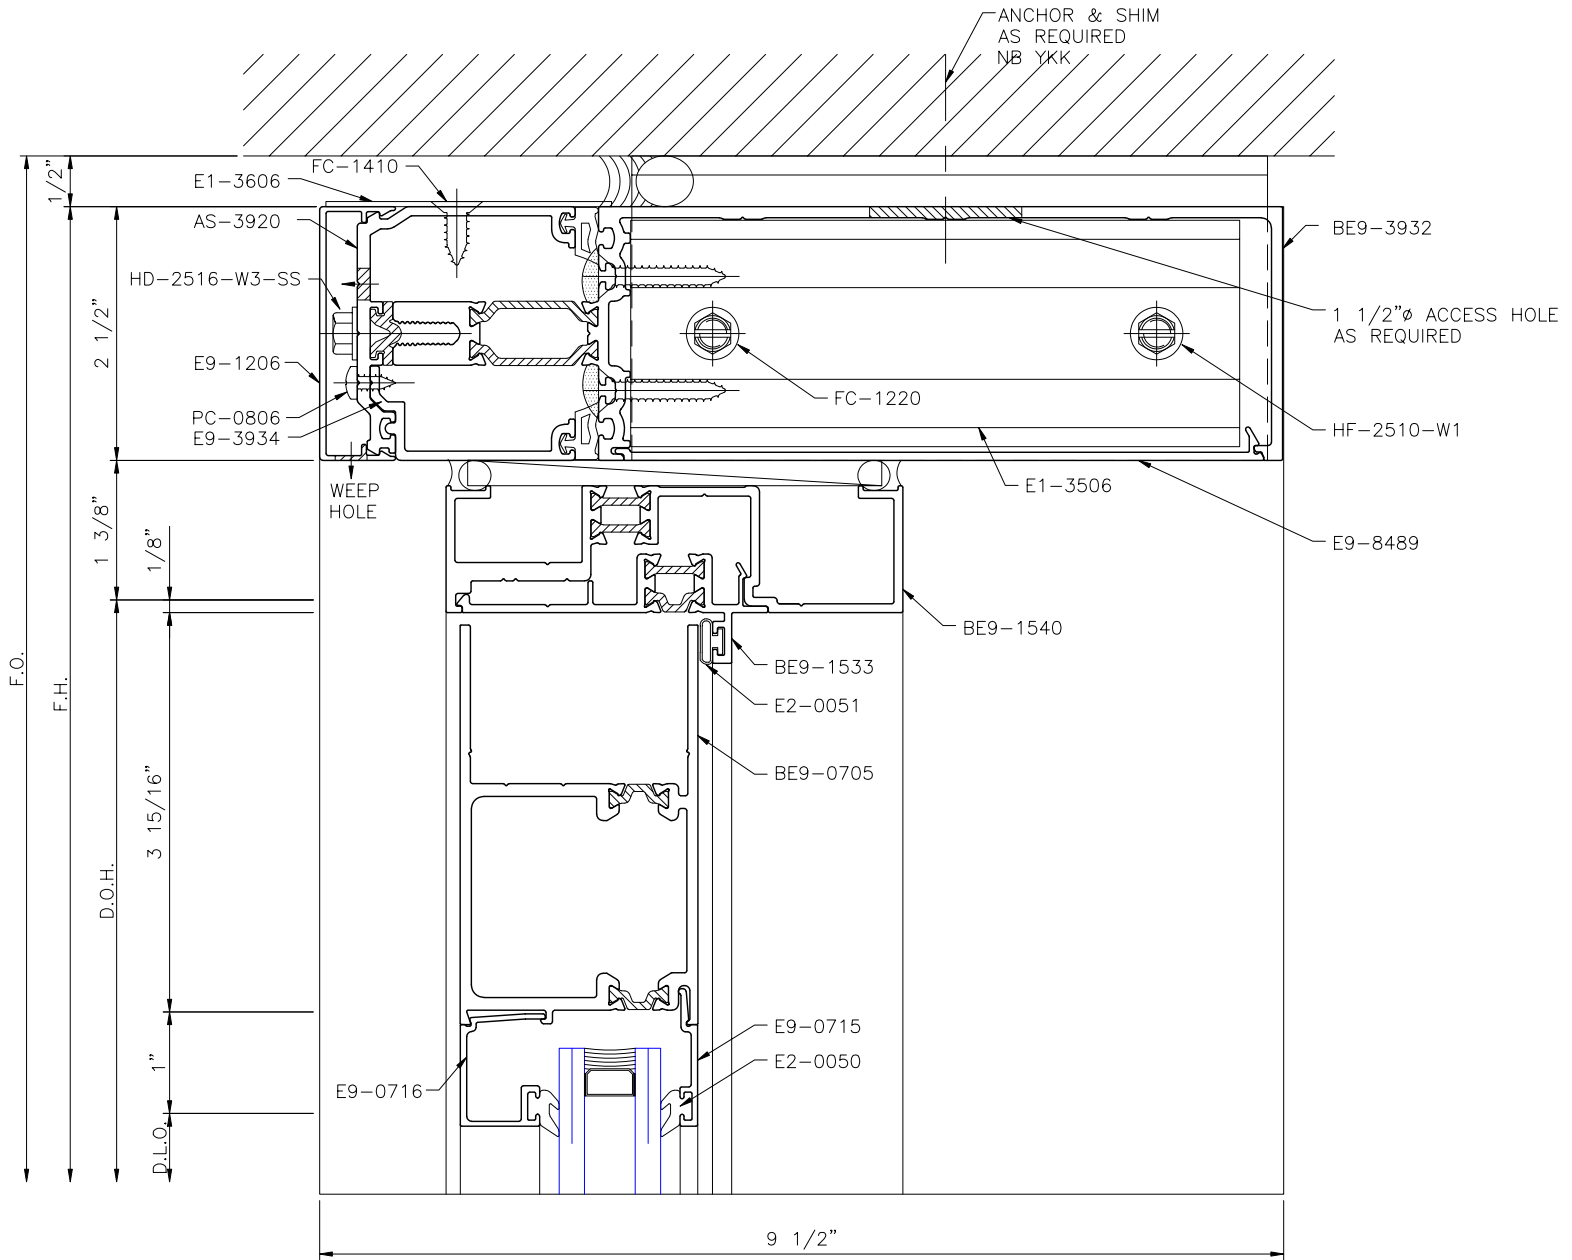 ANCHOR & SHIM
AS REQUIRED
NB YKK
FC-1410
E1-3606
AS-3920
HD-2516-W3-SS
E9-1206
PC-0806
E9-3934
WEEP
HOLE
BE9-3932
1 1/2"ø ACCESS HOLE
AS REQUIRED
FC-1220
HF-2510-W1
E1-3506
E9-8489
BE9-1540
BE9-1533
E2-0051
BE9-0705
E9-0715
E2-0050
E9-0716
1/2"
2 1/2"
1 3/8"
1/8"
3 15/16"
1"
F.O.
F.H.
D.O.H.
D.L.O.
9 1/2"